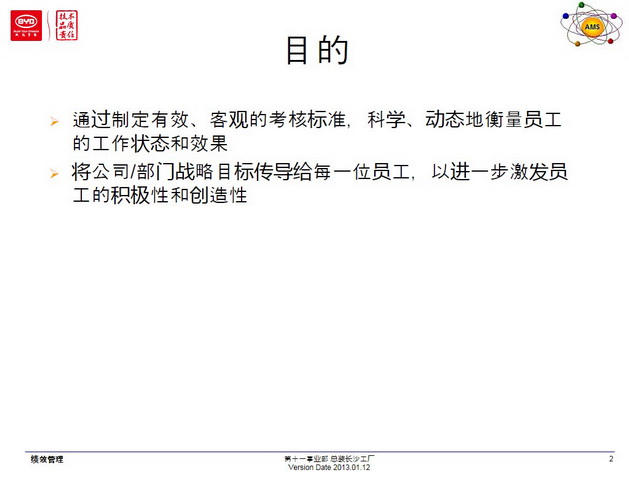 BYD
技术
品质
责信
AMS
目的
通过制定有效、客观的考核标准，科学、动态地衡量员工
的工作状态和效果
将公司/部门战略目标传导给每一位员工，以进一步激发员
工的积极性和创造性
绩效管理
第十一事业部 总装长沙工厂
Version Date 2013.01.12
2